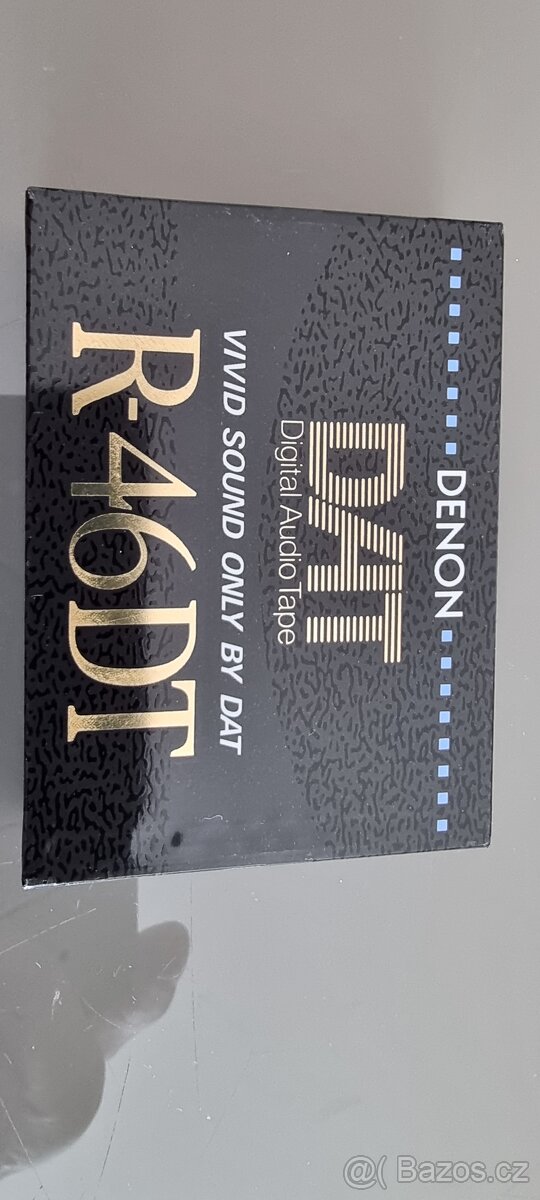 DENON
DAT
Digital Audio Tape
VIVID SOUND ONLY BY DAT
R-46DT
@( Bazos.cz